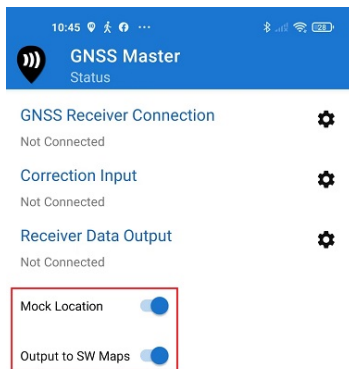 10:45
28
GNSS Master
Status
GNSS Receiver Connection
Not Connected
Correction Input
Not Connected
Receiver Data Output
Not Connected
Mock Location
Output to SW Maps